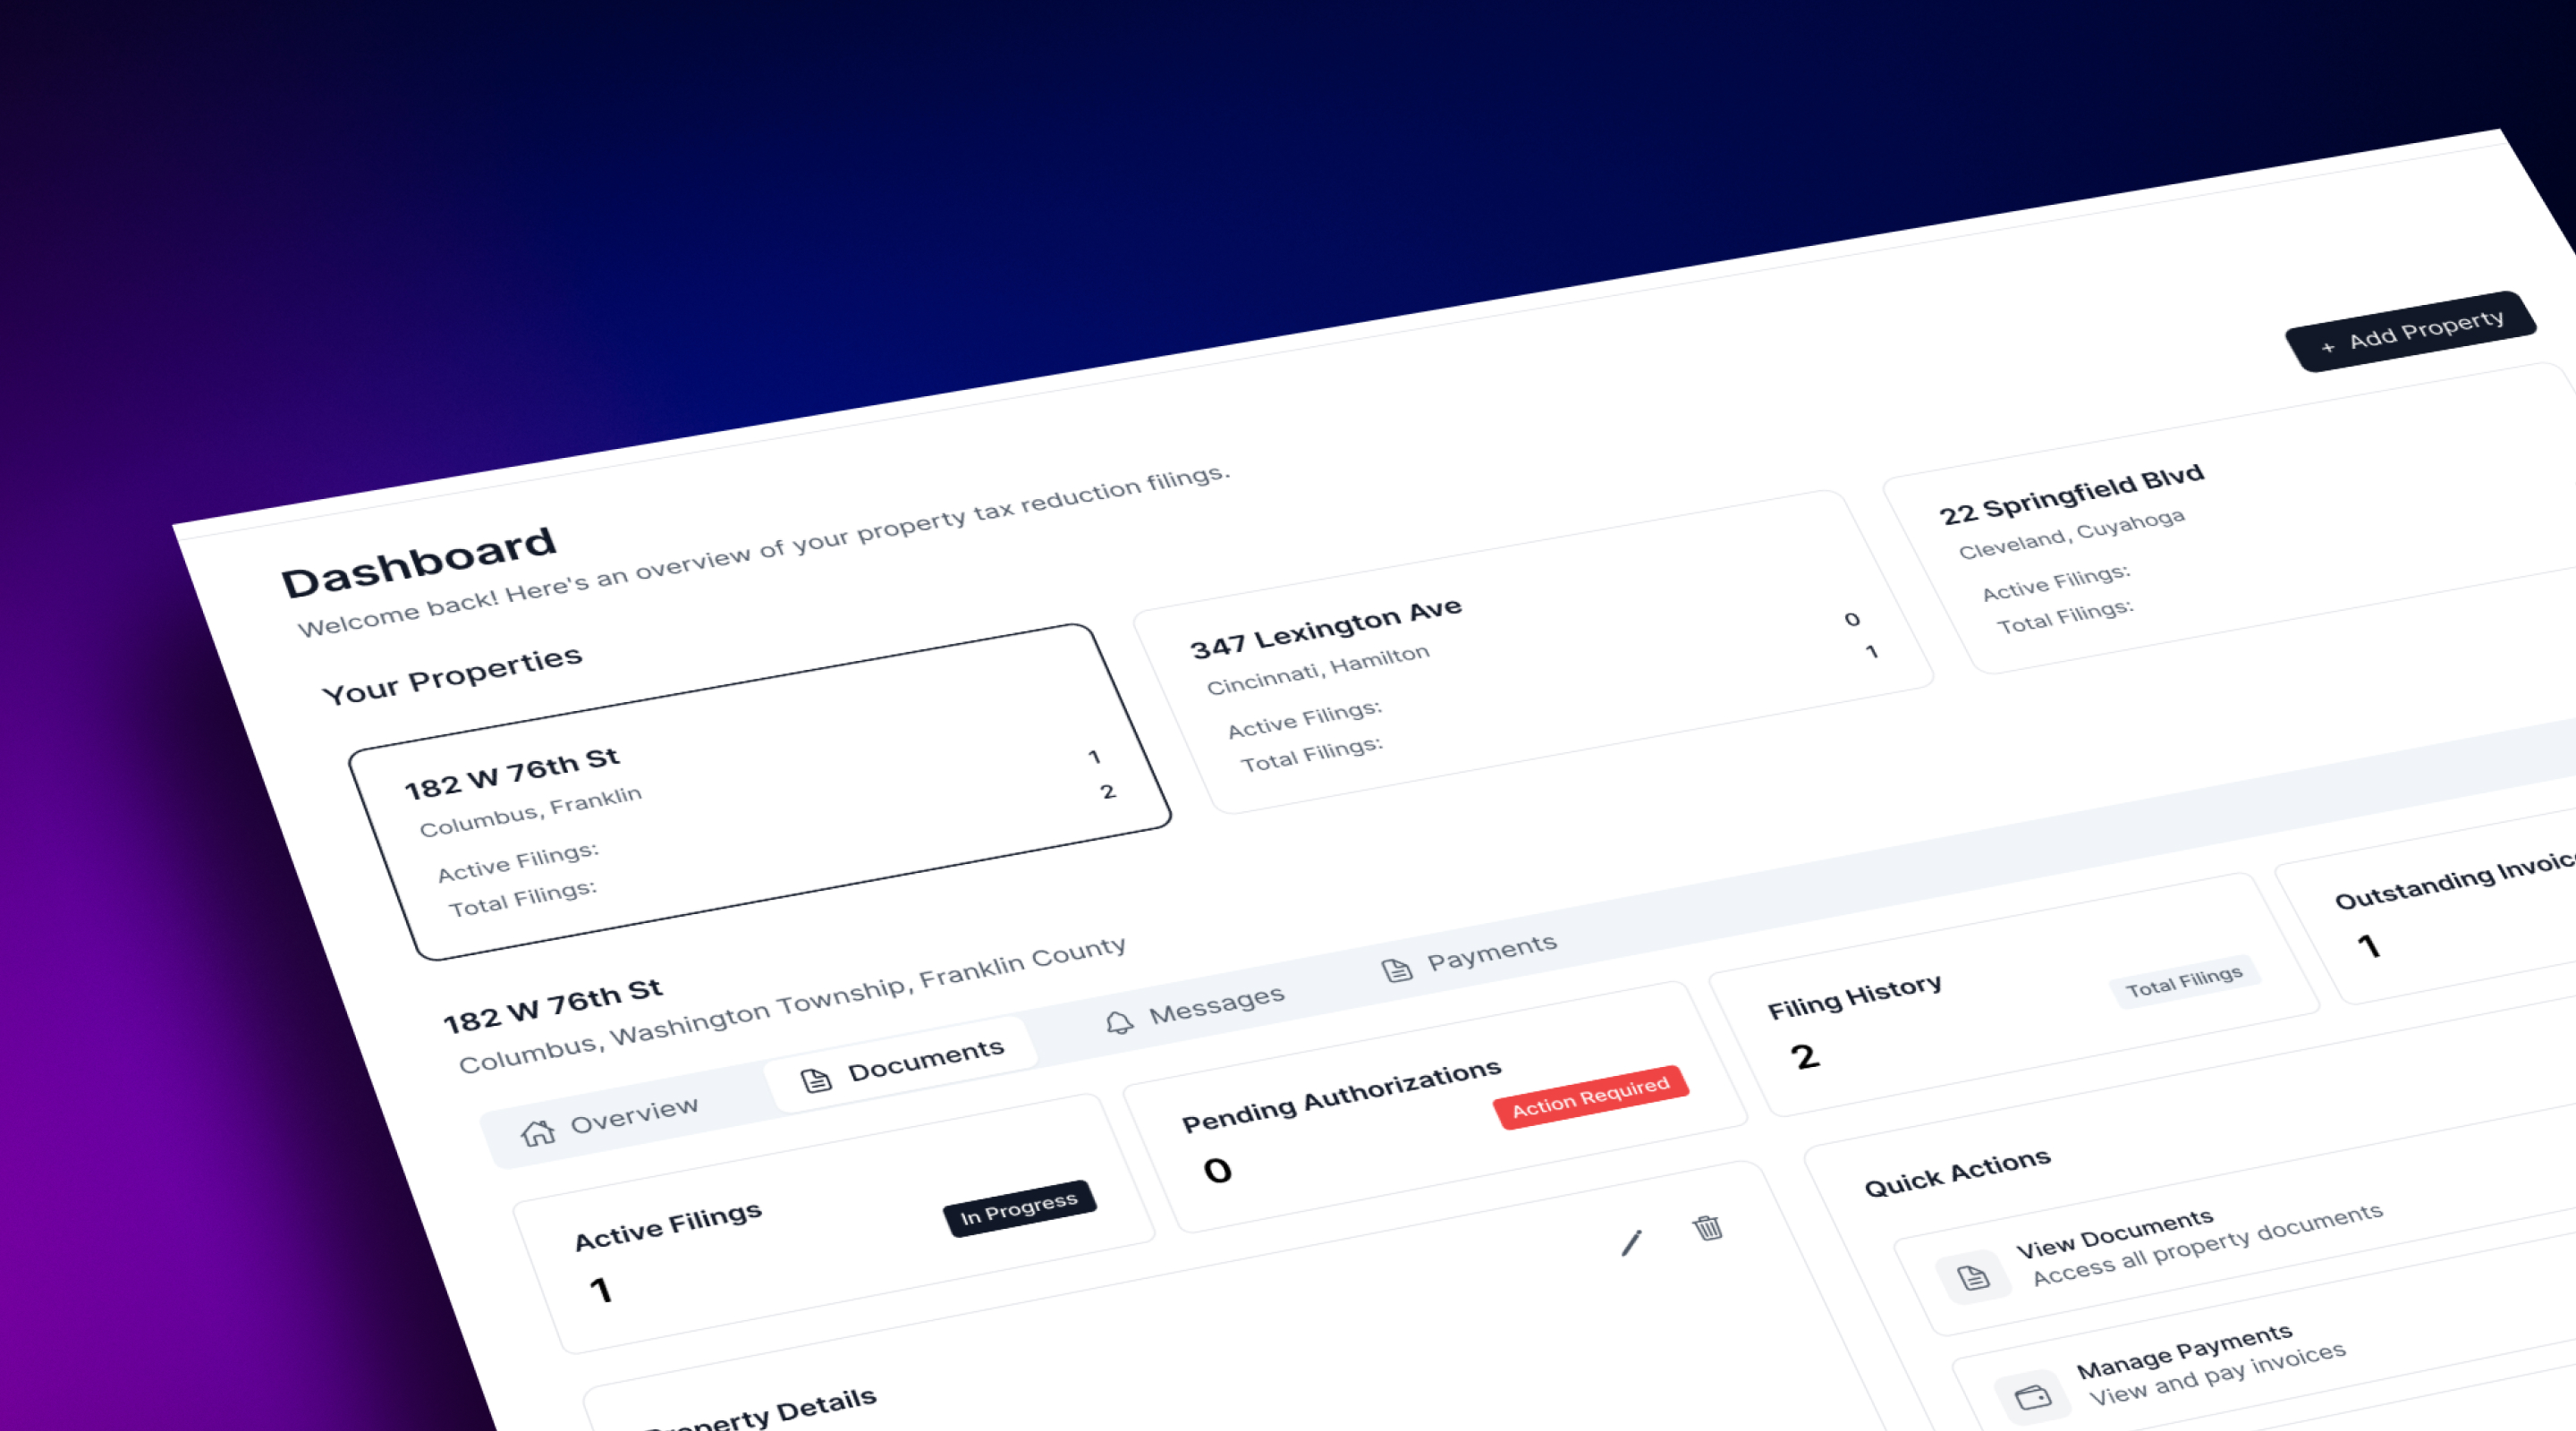 Dashboard
Welcome back! Here's an overview of your property tax reduction filings.
+ Add Property
Your Properties
182 W 76th St
Columbus, Franklin
Active Filings: 1
Total Filings: 2
347 Lexington Ave
Cincinnati, Hamilton
Active Filings: 0
Total Filings: 1
22 Springfield Blvd
Cleveland, Cuyahoga
Active Filings:
Total Filings:
182 W 76th St
Columbus, Washington Township, Franklin County
Overview
Documents
Messages
Payments
Active Filings
1
In Progress
Pending Authorizations
0
Action Required
Filing History
2
Total Filings
Outstanding
1
Property Details
Quick Actions
View Documents
Access all property documents
Manage Payments
View and pay invoices